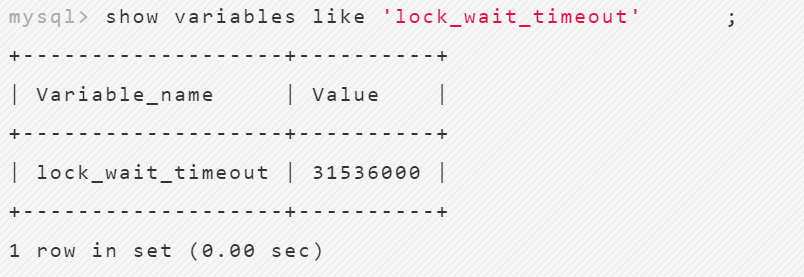 mysql> show variables like 'lock_wait_timeout'      ;
+-------------------+----------+
| Variable_name     | Value    |
+-------------------+----------+
| lock_wait_timeout | 31536000 |
+-------------------+----------+
1 row in set (0.00 sec)